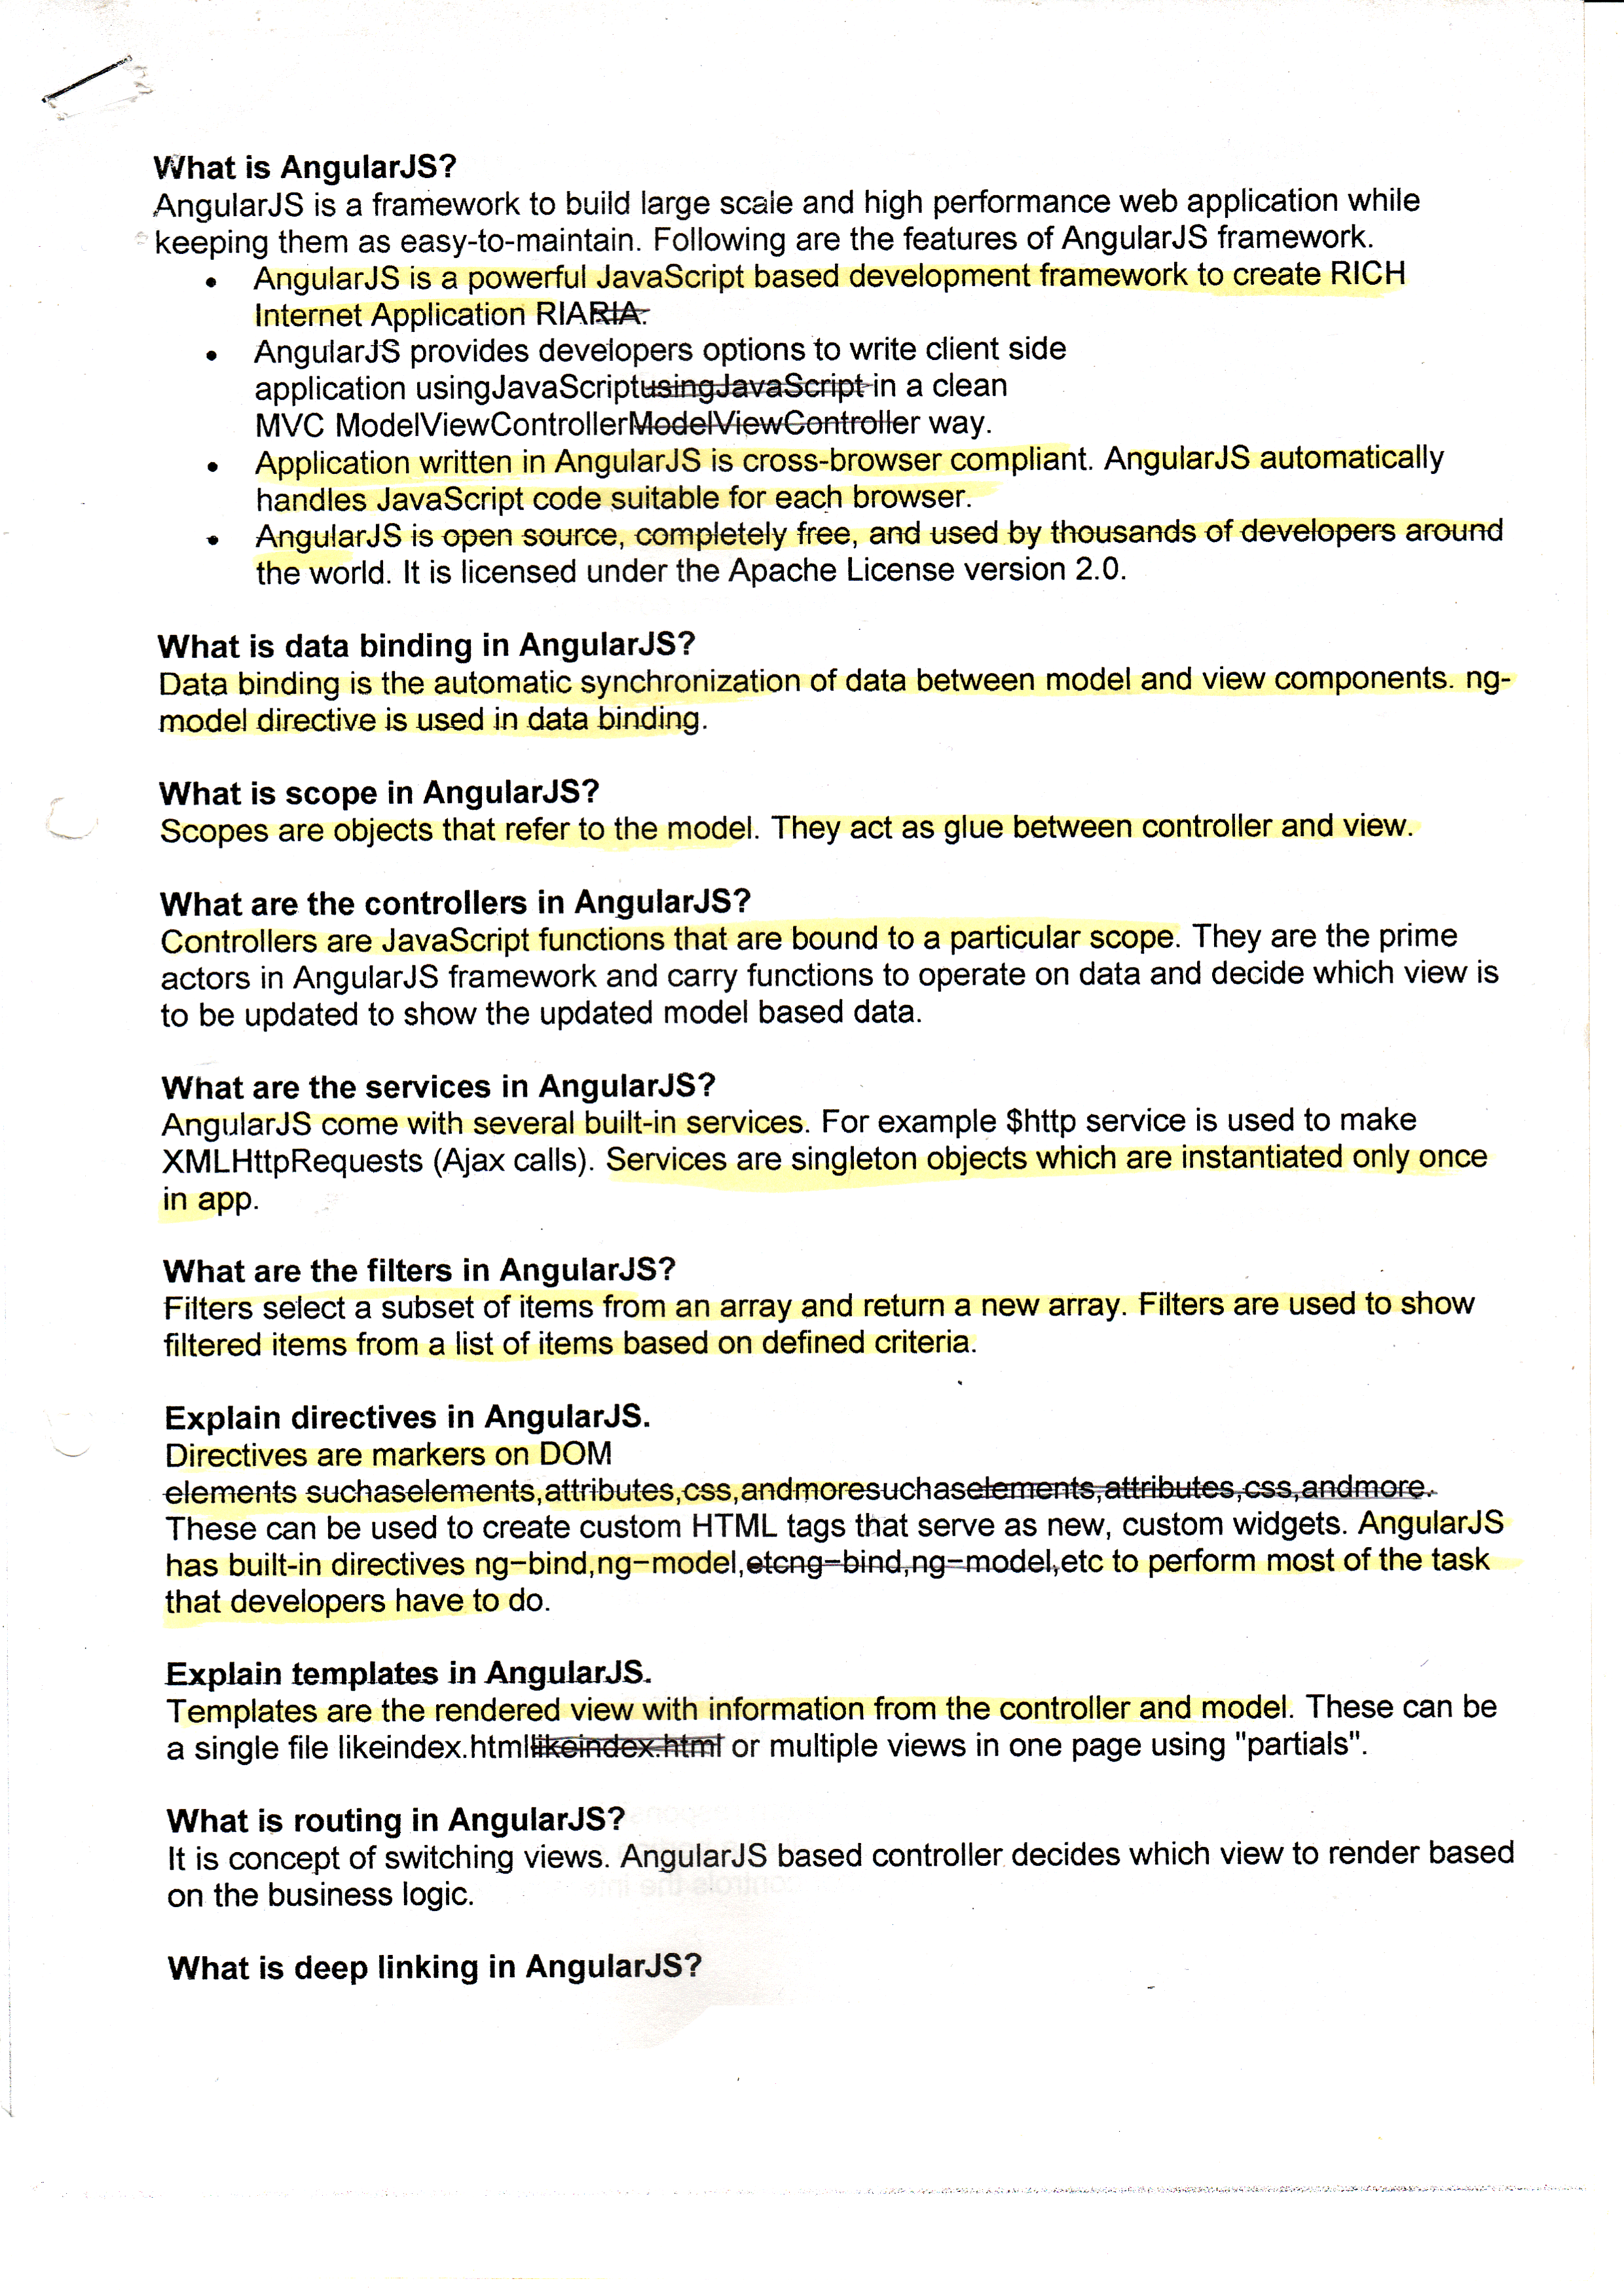 What is AngularJS?
AngularJS is a framework to build large scale and high performance web application while
keeping them as easy-to-maintain. Following are the features of AngularJS framework.
• AngularJS is a powerful JavaScript based development framework to create RICH
Internet Application RIARIA.
• AngularJS provides developers options to write client side
application usingJavaScriptusingJavaScript in a clean
MVC ModelViewControllerModelViewController way.
• Application written in AngularJS is cross-browser compliant. AngularJS automatically
handles JavaScript code suitable for each browser.
• AngularJS is open source, completely free, and used by thousands of developers around
the world. It is licensed under the Apache License version 2.0.
What is data binding in AngularJS?
Data binding is the automatic synchronization of data between model and view components. ng-
model directive is used in data binding.
What is scope in AngularJS?
Scopes are objects that refer to the model. They act as glue between controller and view.
What are the controllers in AngularJS?
Controllers are JavaScript functions that are bound to a particular scope. They are the prime
actors in AngularJS framework and carry functions to operate on data and decide which view is
to be updated to show the updated model based data.
What are the services in AngularJS?
AngularJS come with several built-in services. For example $http service is used to make
XMLHttpRequests (Ajax calls). Services are singleton objects which are instantiated only once
in app.
What are the filters in AngularJS?
Filters select a subset of items from an array and return a new array. Filters are used to show
filtered items from a list of items based on defined criteria.
Explain directives in AngularJS.
Directives are markers on DOM
elements suchaselements,attributes,css,andmoresuchaselements,attributes,css,andmore.
These can be used to create custom HTML tags that serve as new, custom widgets. AngularJS
has built-in directives ng−bind,ng−model,etcng−bind,ng−model,etc to perform most of the task
that developers have to do.
Explain templates in AngularJS.
Templates are the rendered view with information from the controller and model. These can be
a single file likeindex.htmllikeindex.html or multiple views in one page using "partials".
What is routing in AngularJS?
It is concept of switching views. AngularJS based controller decides which view to render based
on the business logic.
What is deep linking in AngularJS?